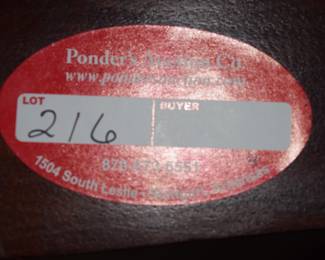 Ponder's Auction Co.
www.pondersauction.com
LOT
BUYER
216
1504 South Leslie